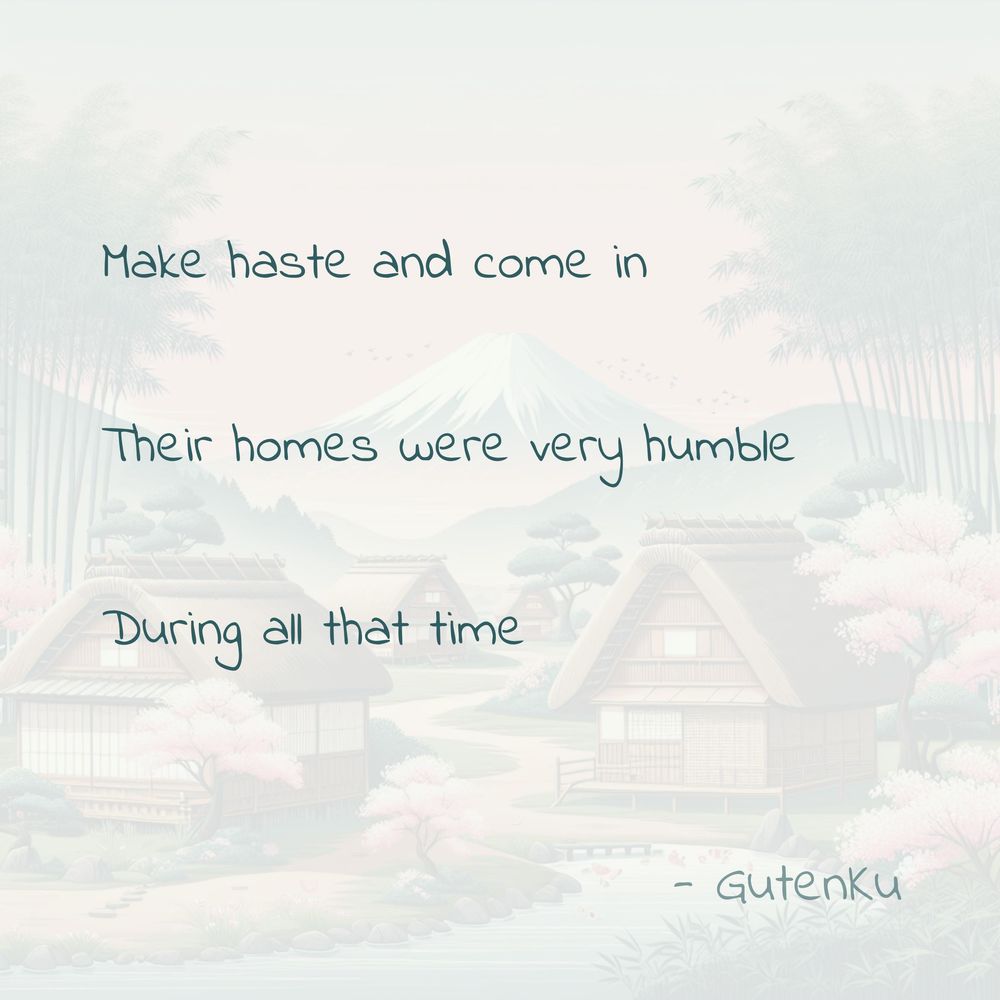 Make haste and come in
Their homes were very humble
During all that time
- GutenKu